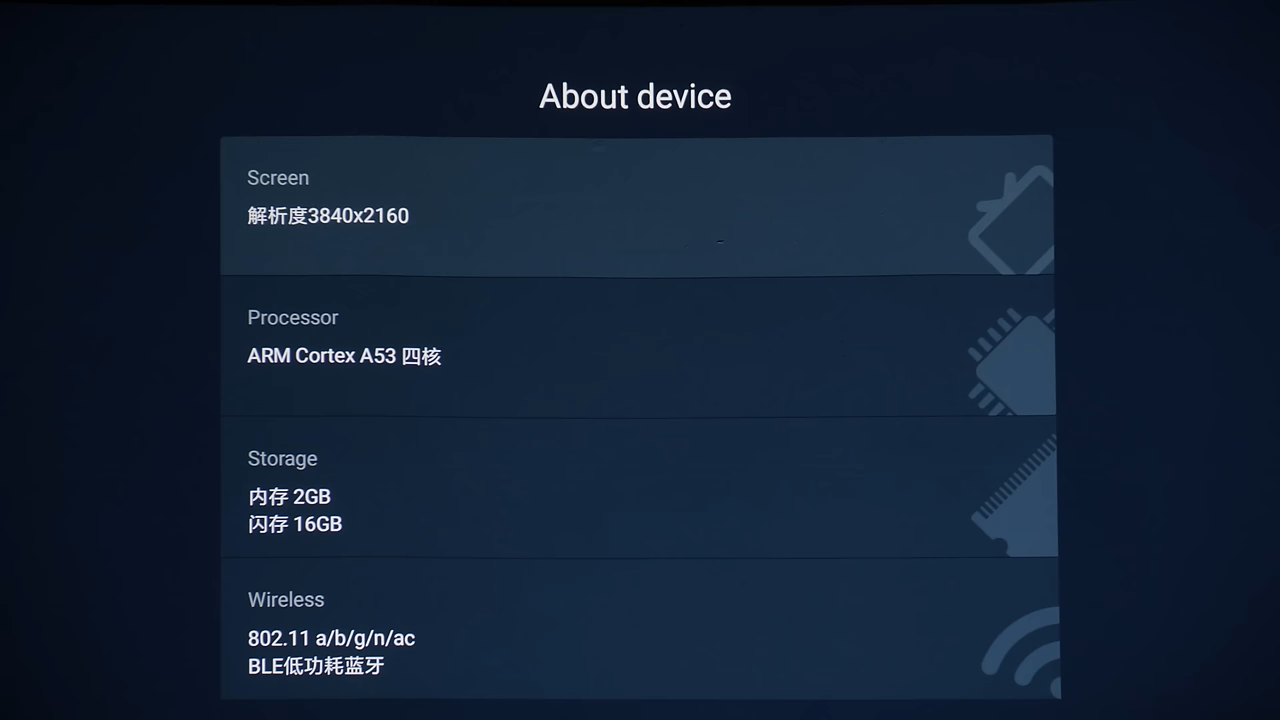 About device
Screen
解析度3840x2160
Processor
ARM Cortex A53 四核
Storage
内存 2GB
闪存 16GB
Wireless
802.11 a/b/g/n/ac
BLE低功耗蓝牙